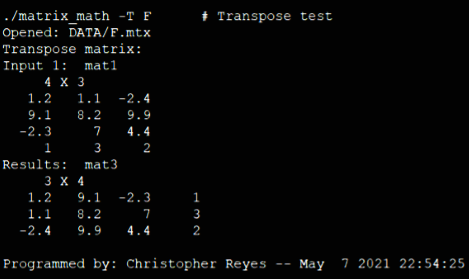 ./matrix_math -T F      # Transpose test
Opened: DATA/F.mtx
Transpose matrix:
Input 1:  mat1
     4 X 3
   1.2   1.1  -2.4
   9.1   8.2   9.9
  -2.3     7   4.4
     1     3     2
Results:  mat3
     3 X 4
   1.2   9.1  -2.3     1
   1.1   8.2     7     3
  -2.4   9.9   4.4     2
Programmed by: Christopher Reyes -- May  7 2021 22:54:25